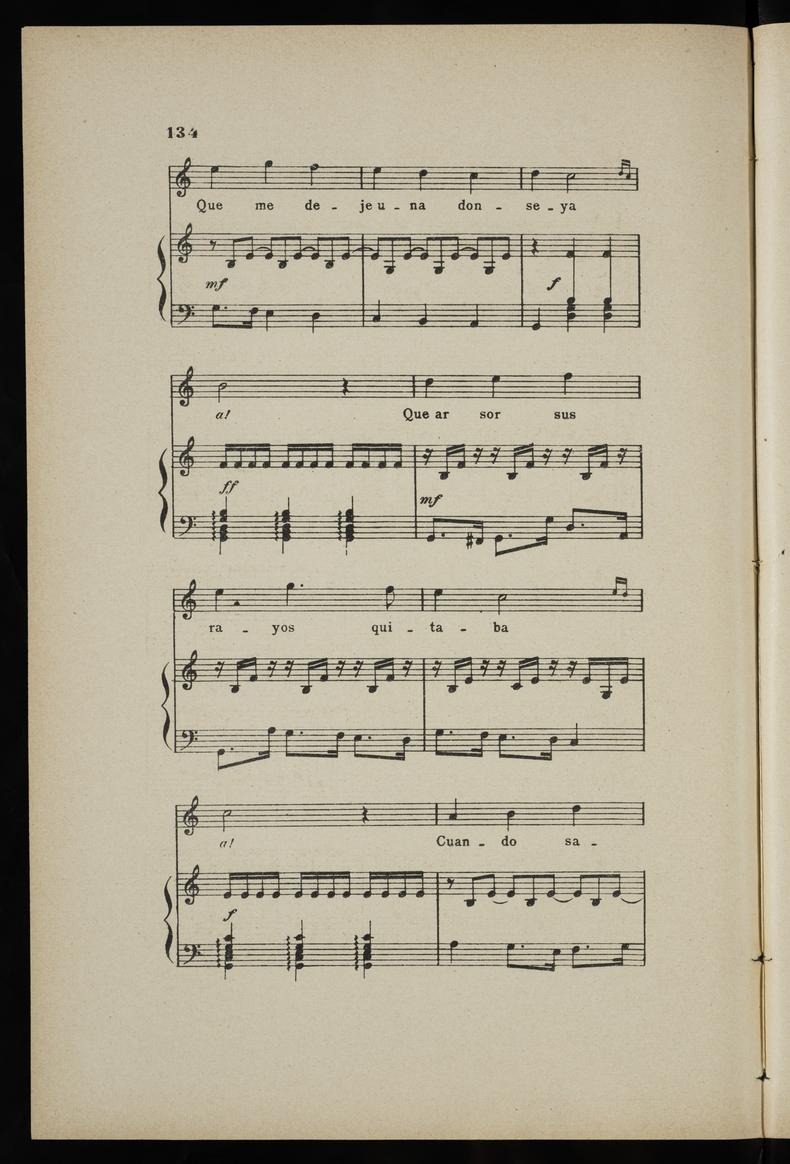 134
Que me de - jeu - na don - se - ya
mf f
a! Que ar sor sus
ff mf
ra - yos qui - ta - ba
a! Cuan - do sa -
f